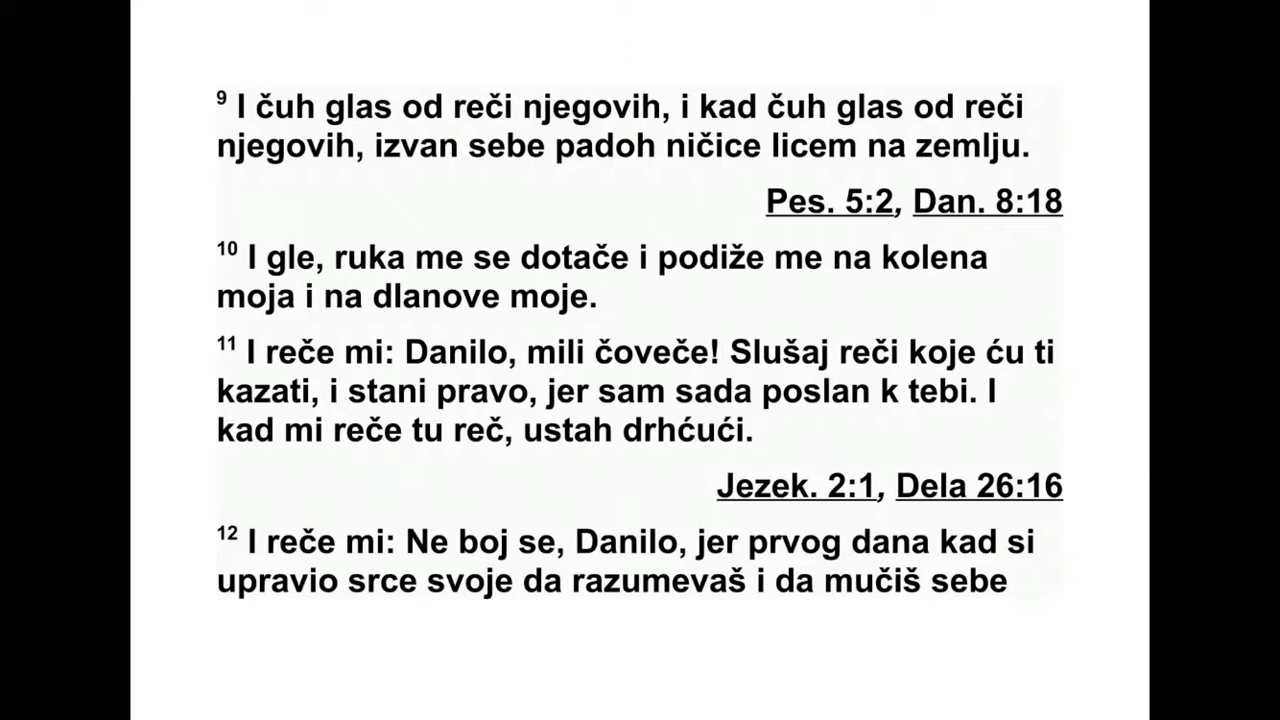 9 I čuh glas od reči njegovih, i kad čuh glas od reči
njegovih, izvan sebe padoh ničice licem na zemlju.
Pes. 5:2, Dan. 8:18
10 I gle, ruka me se dotače i podiže me na kolena
moja i na dlanove moje.
11 I reče mi: Danilo, mili čoveče! Slušaj reči koje ću ti
kazati, i stani pravo, jer sam sada poslan k tebi. I
kad mi reče tu reč, ustah drhćući.
Jezek. 2:1, Dela 26:16
12 I reče mi: Ne boj se, Danilo, jer prvog dana kad si
upravio srce svoje da razumevaš i da mučiš sebe